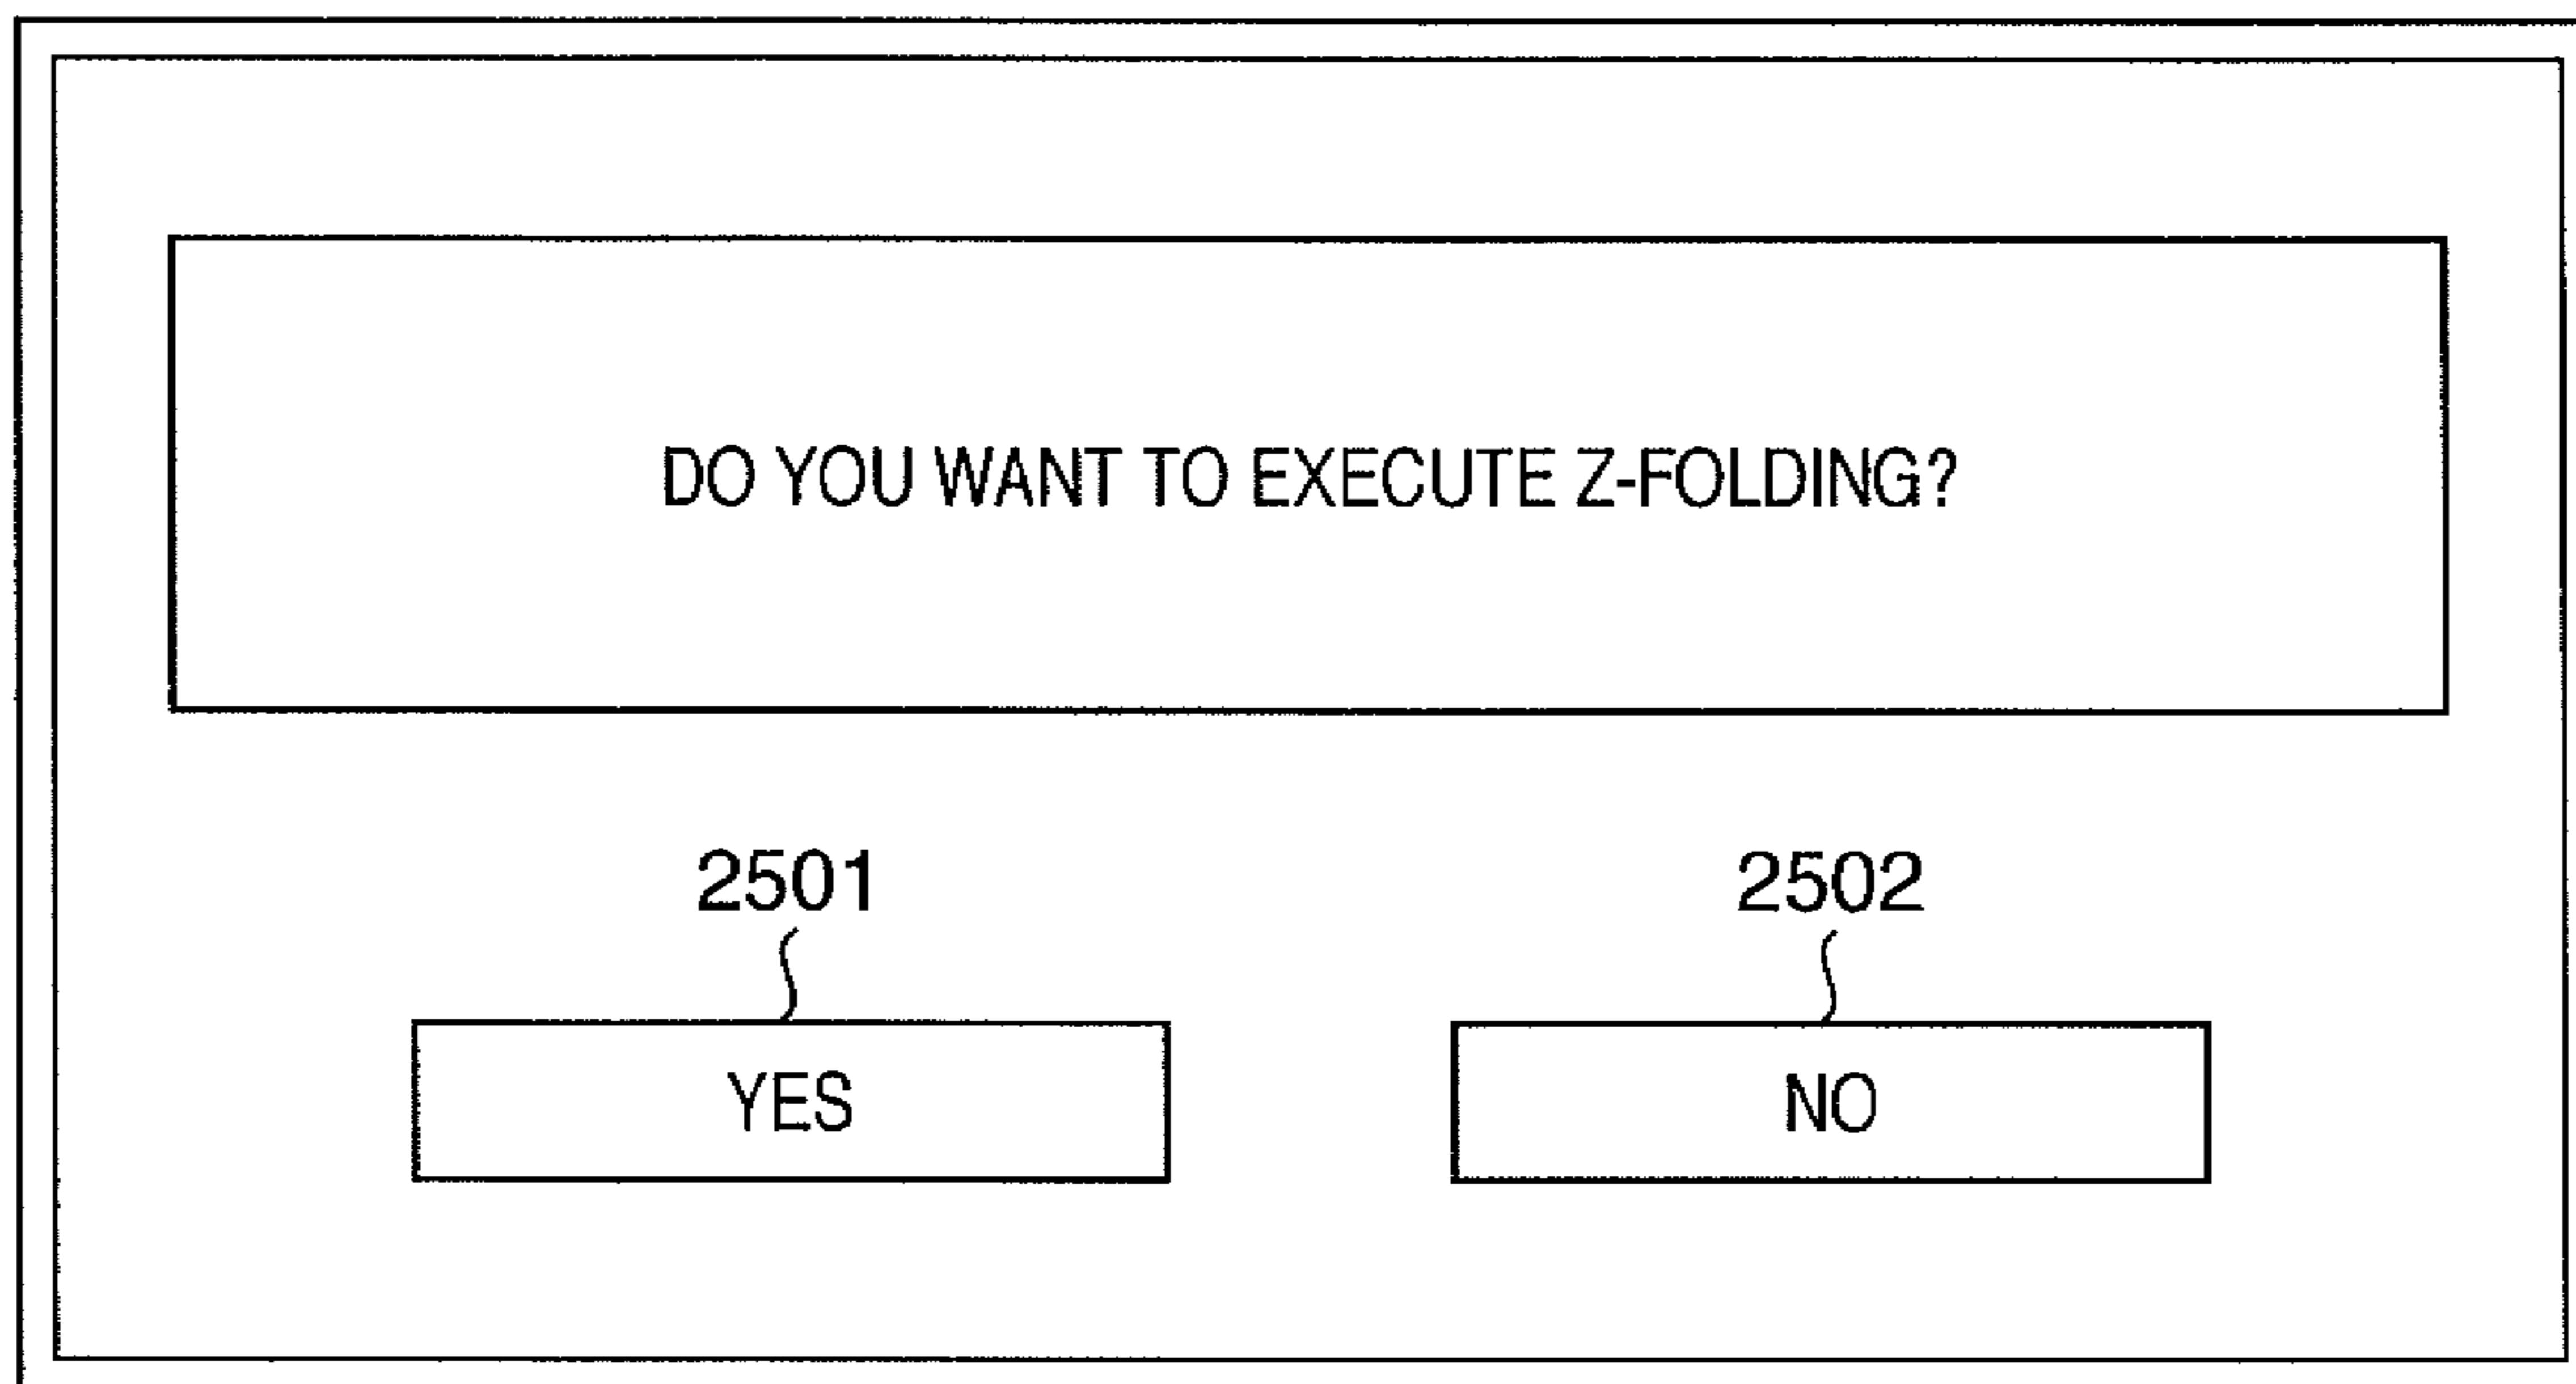 DO YOU WANT TO EXECUTE Z-FOLDING?
2501
2502
YES
NO